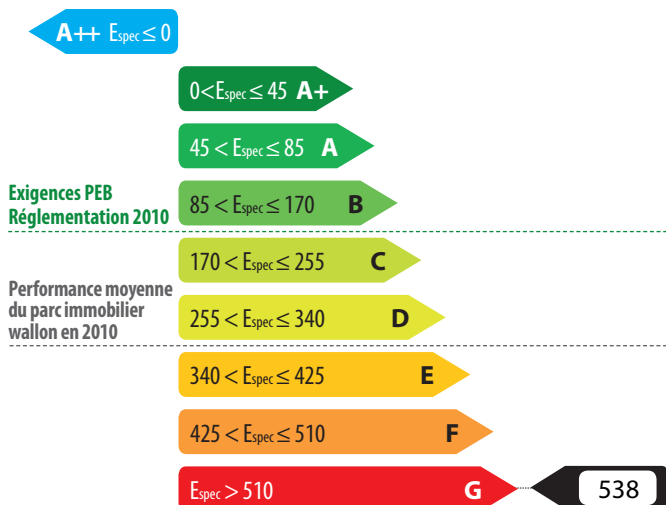 A++ Espec ≤ 0
0<Espec ≤ 45 A+
45 < Espec ≤ 85 A
Exigences PEB
Réglementation 2010
85 < Espec ≤ 170 B
170 < Espec ≤ 255 C
Performance moyenne
du parc immobilier
wallon en 2010
255 < Espec ≤ 340 D
340 < Espec ≤ 425 E
425 < Espec ≤ 510 F
Espec > 510 G
538